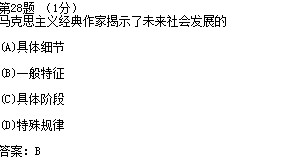 第28题 （1分）
马克思主义经典作家揭示了未来社会发展的
(A)具体细节
(B)一般特征
(C)具体阶段
(D)特殊规律
答案：B